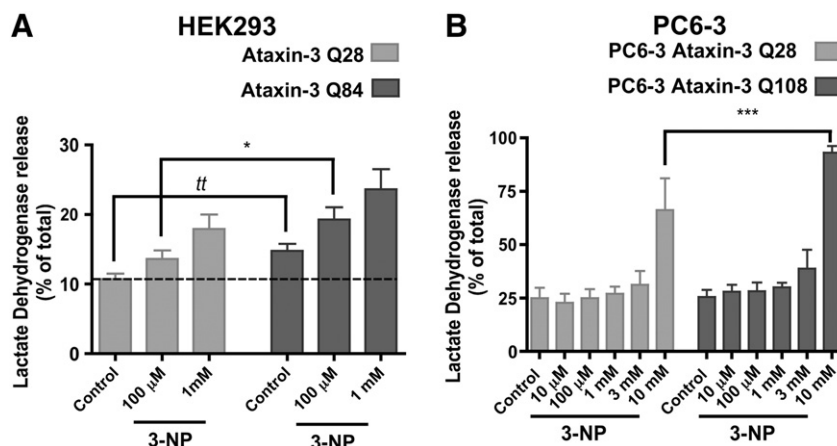 A
HEK293
Ataxin-3 Q28
Ataxin-3 Q84
Lactate Dehydrogenase release
(% of total)
30
20
10
0
*
tt
Control
100 µM
1mM
Control
100 µM
1 mM
3-NP
3-NP
B
PC6-3
PC6-3 Ataxin-3 Q28
PC6-3 Ataxin-3 Q108
Lactate Dehydrogenase release
(% of total)
100
75
50
25
0
***
Control
10 µM
100 µM
1 mM
3 mM
10 mM
Control
10 µM
100 µM
1 mM
3 mM
10 mM
3-NP
3-NP